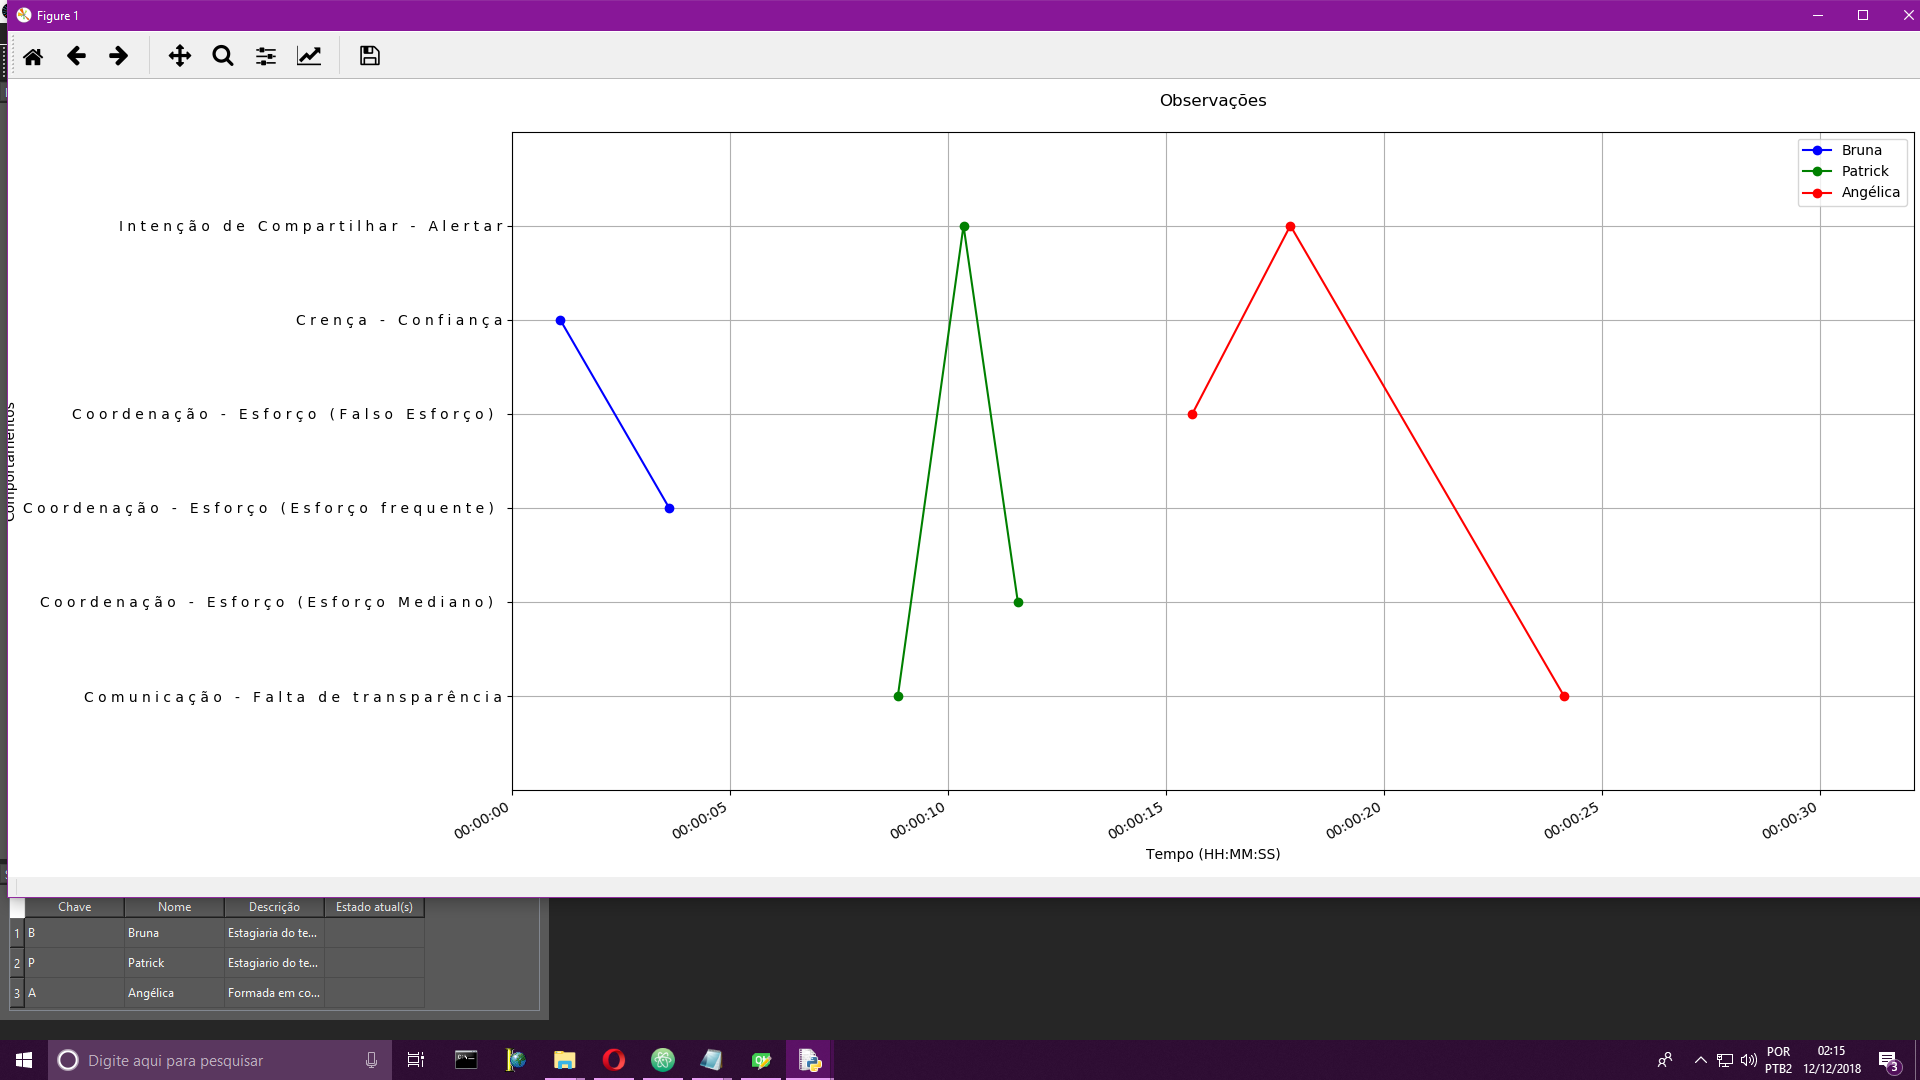 Figure 1
Observações
Bruna
Patrick
Angélica
Intenção de Compartilhar - Alertar
Crença - Confiança
Coordenação - Esforço (Falso Esforço)
Coordenação - Esforço (Esforço frequente)
Coordenação - Esforço (Esforço Mediano)
Comunicação - Falta de transparência
Comportamentos
00:00:00
00:00:05
00:00:10
00:00:15
00:00:20
00:00:25
00:00:30
Tempo (HH:MM:SS)
Chave Nome Descrição Estado atual(s)
1 B Bruna Estagiaria do te...
2 P Patrick Estagiario do te...
3 A Angélica Formada em co...
Digite aqui para pesquisar
POR
PTB2
02:15
12/12/2018
3